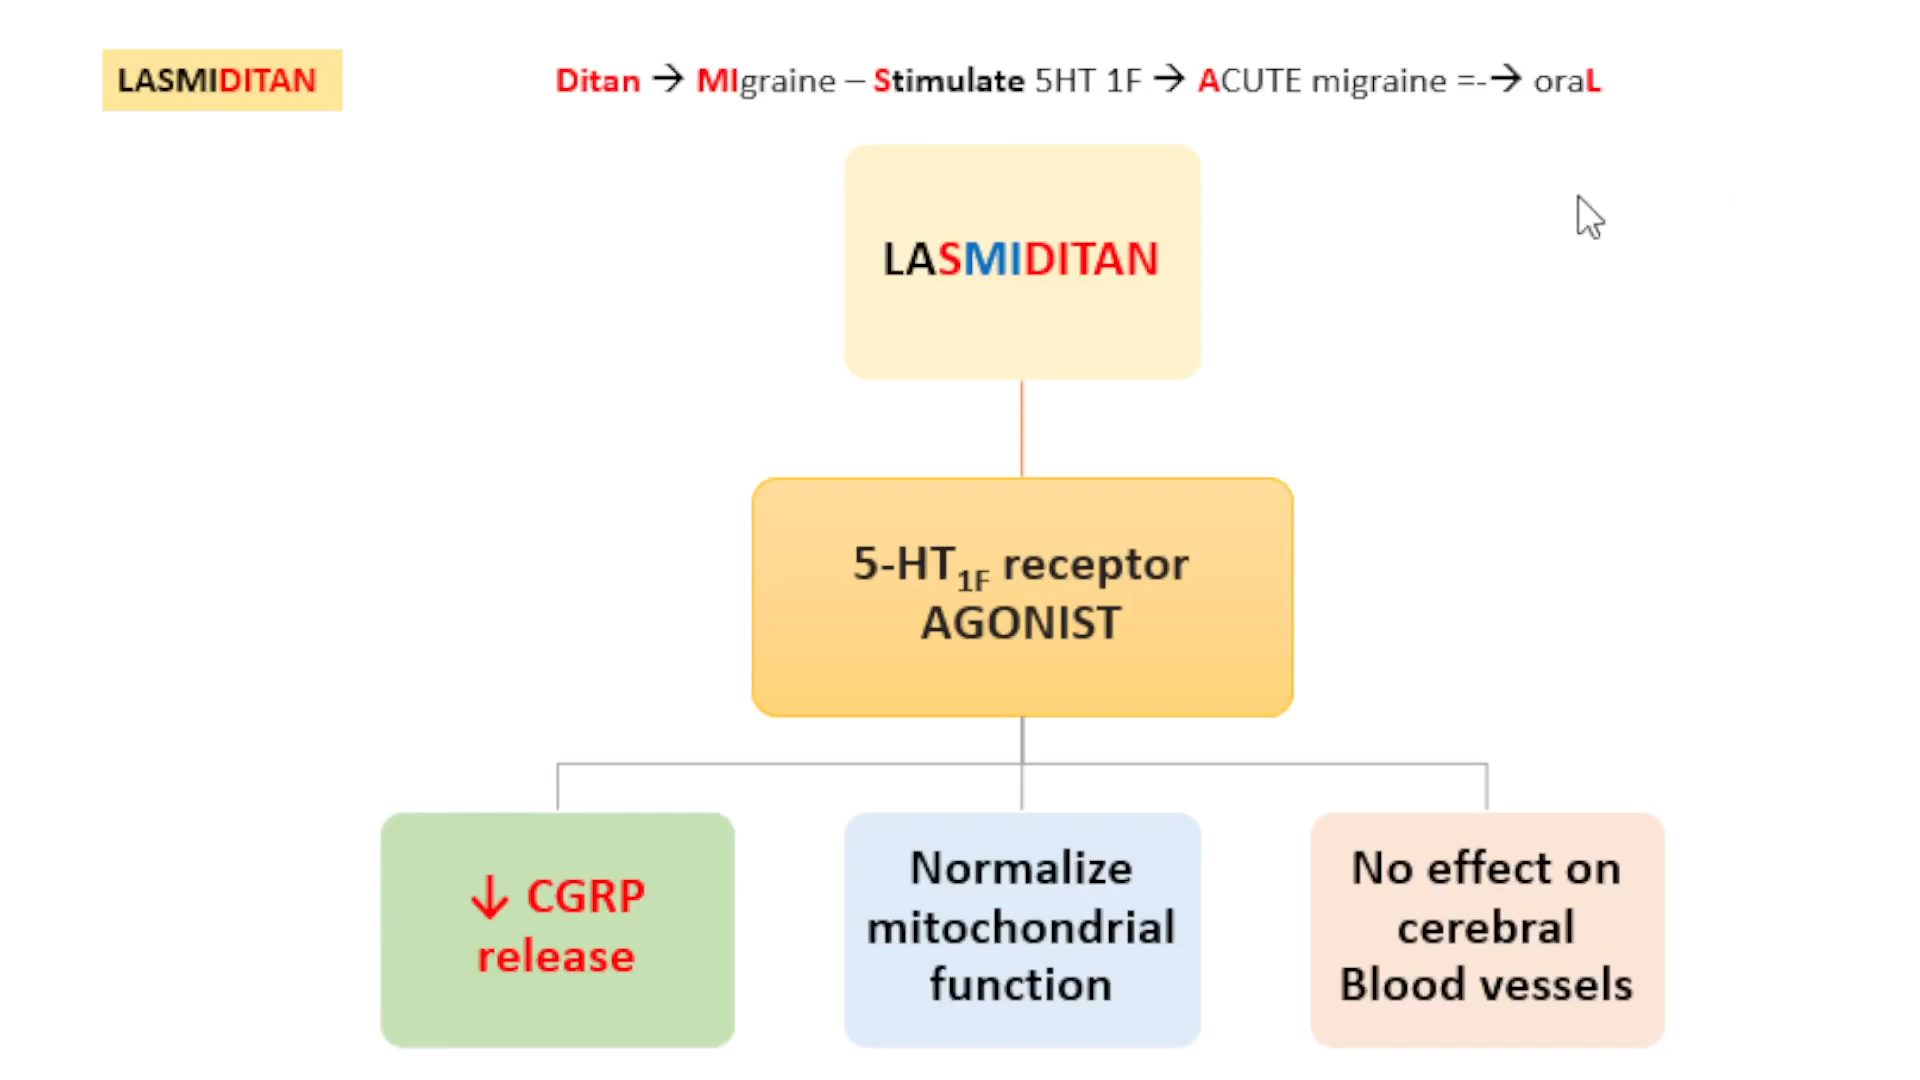 LASMIDITAN
Ditan → MIgraine – Stimulate 5HT 1F → ACUTE migraine =-→ oraL
LASMIDITAN
5-HT1F receptor
AGONIST
↓ CGRP
release
Normalize
mitochondrial
function
No effect on
cerebral
Blood vessels